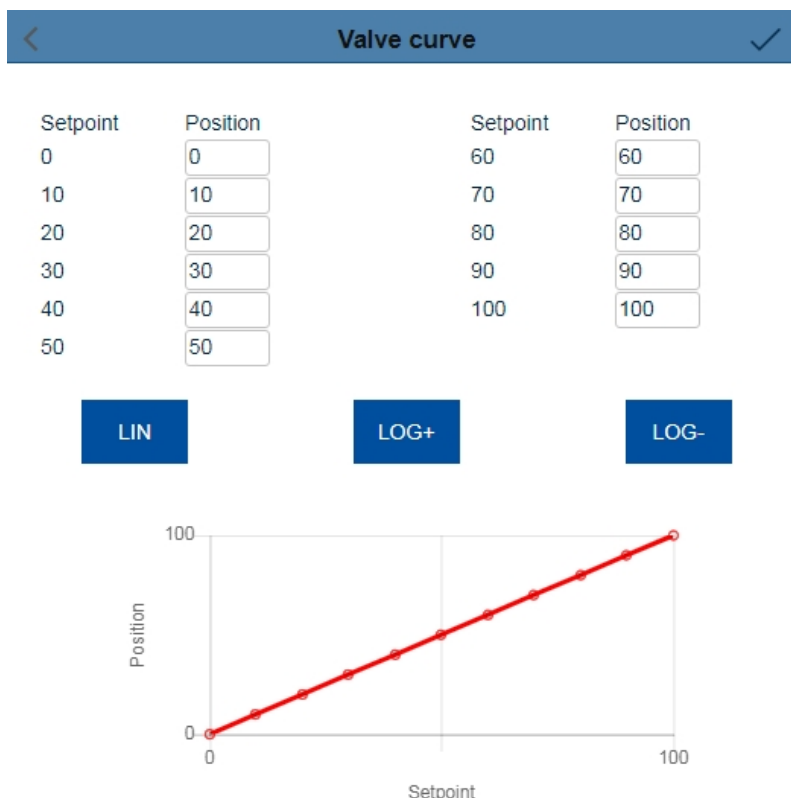 Valve curve
Setpoint Position Setpoint Position
0 0 60 60
10 10 70 70
20 20 80 80
30 30 90 90
40 40 100 100
50 50
LIN LOG+ LOG-
100
Position
0
0 100
Setpoint